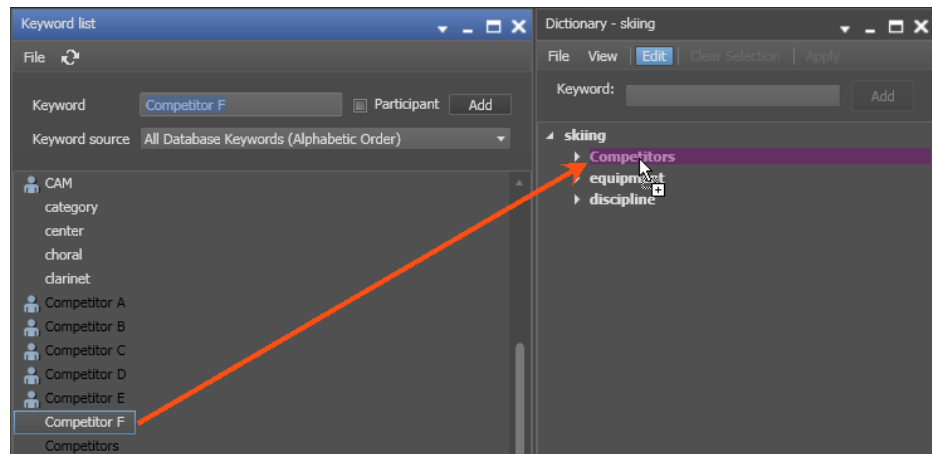 Keyword list
File
Keyword
Competitor F
Participant
Add
Keyword source
All Database Keywords (Alphabetic Order)
CAM
category
center
choral
clarinet
Competitor A
Competitor B
Competitor C
Competitor D
Competitor E
Competitor F
Competitors
Dictionary - skiing
File View Edit Clear Selection Apply
Keyword:
Add
skiing
Competitors
equipment
discipline